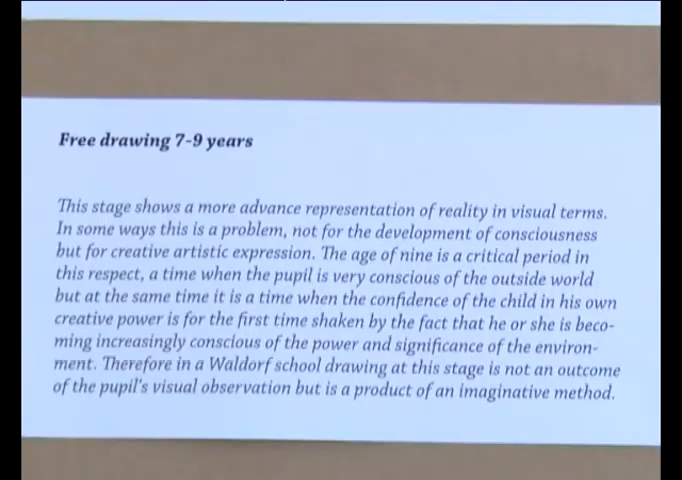 Free drawing 7-9 years
This stage shows a more advance representation of reality in visual terms.
In some ways this is a problem, not for the development of consciousness
but for creative artistic expression. The age of nine is a critical period in
this respect, a time when the pupil is very conscious of the outside world
but at the same time it is a time when the confidence of the child in his own
creative power is for the first time shaken by the fact that he or she is beco-
ming increasingly conscious of the power and significance of the environ-
ment. Therefore in a Waldorf school drawing at this stage is not an outcome
of the pupil's visual observation but is a product of an imaginative method.